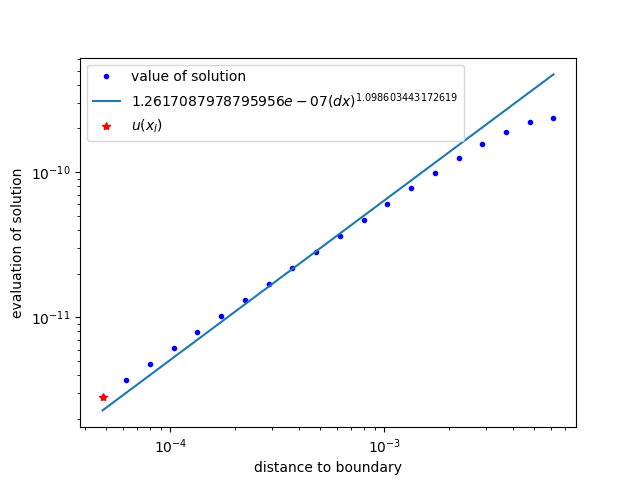 value of solution
1.2617087978795956e − 07(dx)^1.098603443172619
u(x_l)
10^−10
10^−11
evaluation of solution
10^−4
10^−3
distance to boundary